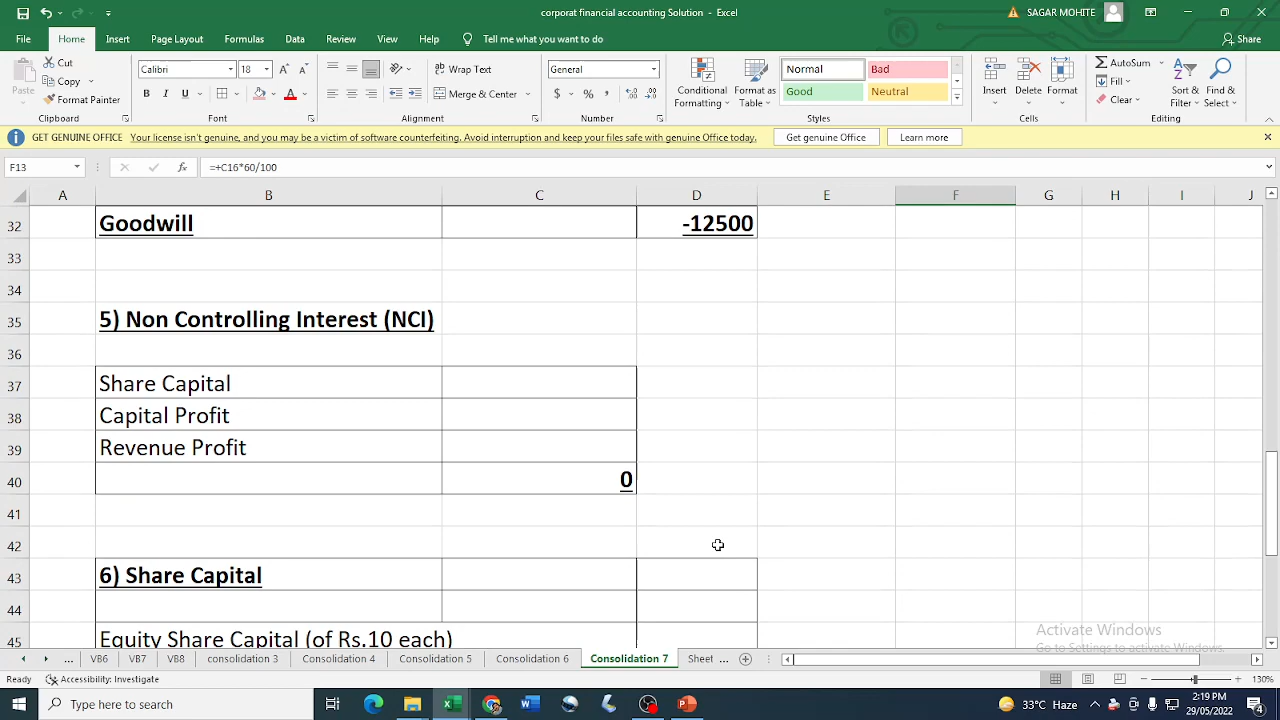 corporat financial accounting Solution - Excel
SAGAR MOHITE
File Home Insert Page Layout Formulas Data Review View Help Tell me what you want to do Share
Paste Cut Copy Format Painter Clipboard
Calibri 18 B I U A Font
Wrap Text Merge & Center Alignment
General $ % , Number
Conditional Formatting Format as Table Normal Bad Good Neutral Styles
Insert Delete Format Cells
AutoSum Fill Clear Sort & Filter Find & Select Editing
GET GENUINE OFFICE Your license isn't genuine, and you may be a victim of software counterfeiting. Avoid interruption and keep your files safe with genuine Office today. Get genuine Office Learn more
F13 fx =+C16*60/100
A B C D E F G H I J
32 Goodwill -12500
33
34
35 5) Non Controlling Interest (NCI)
36
37 Share Capital
38 Capital Profit
39 Revenue Profit
40 0
41
42
43 6) Share Capital
44
45 Equity Share Capital (of Rs.10 each)
Activate Windows
Go to Settings to activate Windows.
... VB6 VB7 VB8 consolidation 3 Consolidation 6 Consolidation 7 Sheet ...
Ready Accessibility: Investigate 130%
Type here to search 33°C Haze 2:19 PM
29/05/2022